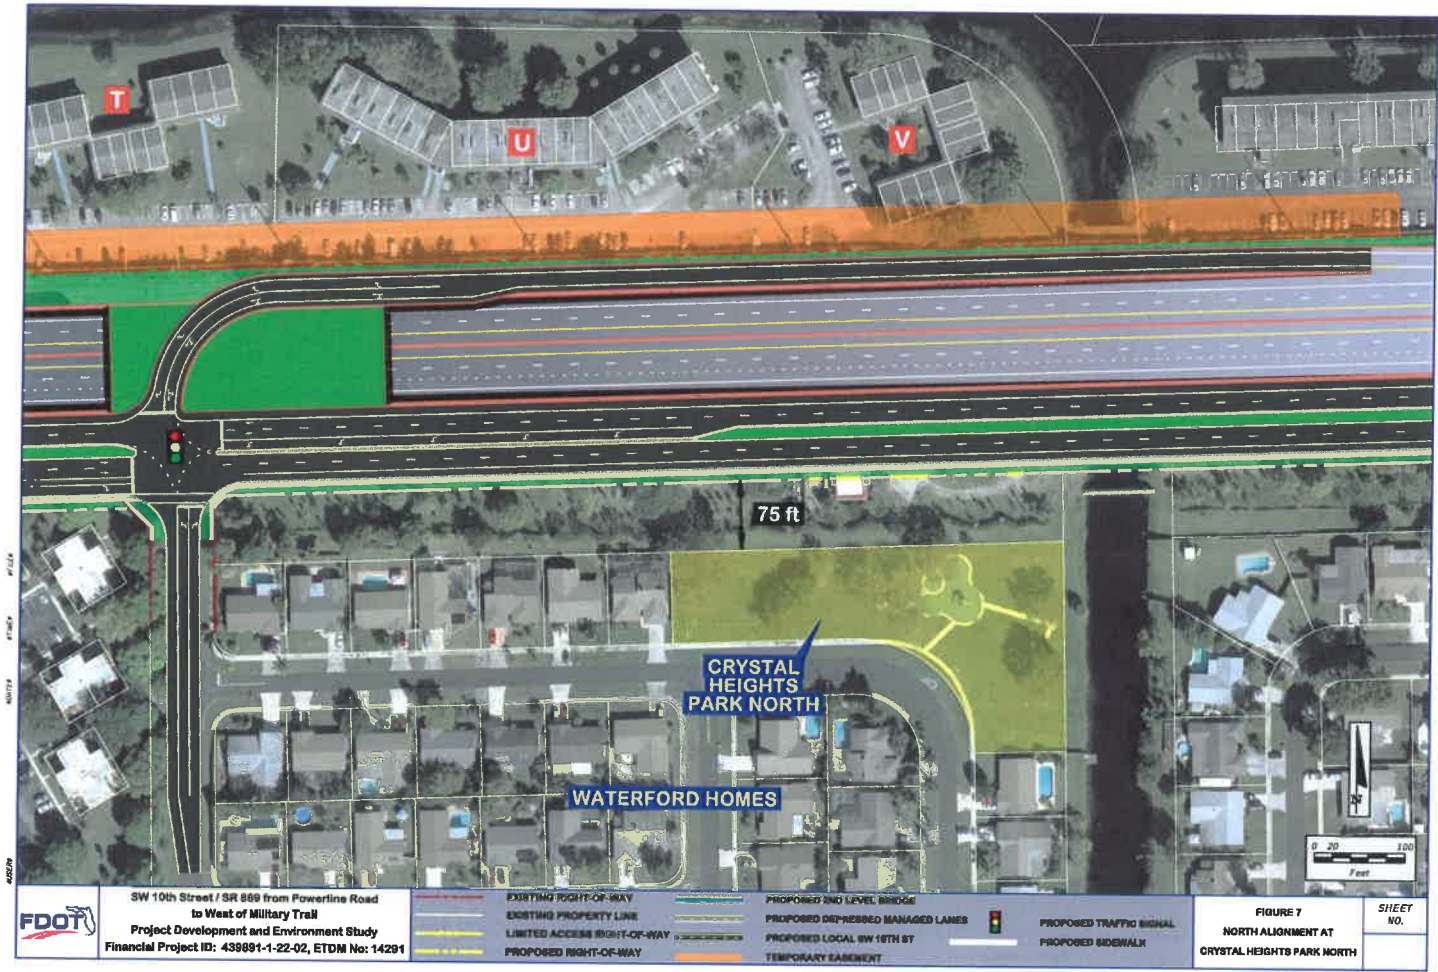 T
U
V
75 ft
CRYSTAL
HEIGHTS
PARK NORTH
WATERFORD HOMES
0 20 100
Feet
FDOT
SW 10th Street / SR 869 from Powerline Road
to West of Military Trail
Project Development and Environment Study
Financial Project ID: 439891-1-22-02, ETDM No: 14291
EXISTING RIGHT-OF-WAY
EXISTING PROPERTY LINE
LIMITED ACCESS RIGHT-OF-WAY
PROPOSED RIGHT-OF-WAY
PROPOSED 2ND LEVEL BRIDGE
PROPOSED DEPRESSED MANAGED LANES
PROPOSED LOCAL SW 10TH ST
TEMPORARY EASEMENT
PROPOSED TRAFFIC SIGNAL
PROPOSED SIDEWALK
FIGURE 7
NORTH ALIGNMENT AT
CRYSTAL HEIGHTS PARK NORTH
SHEET
NO.